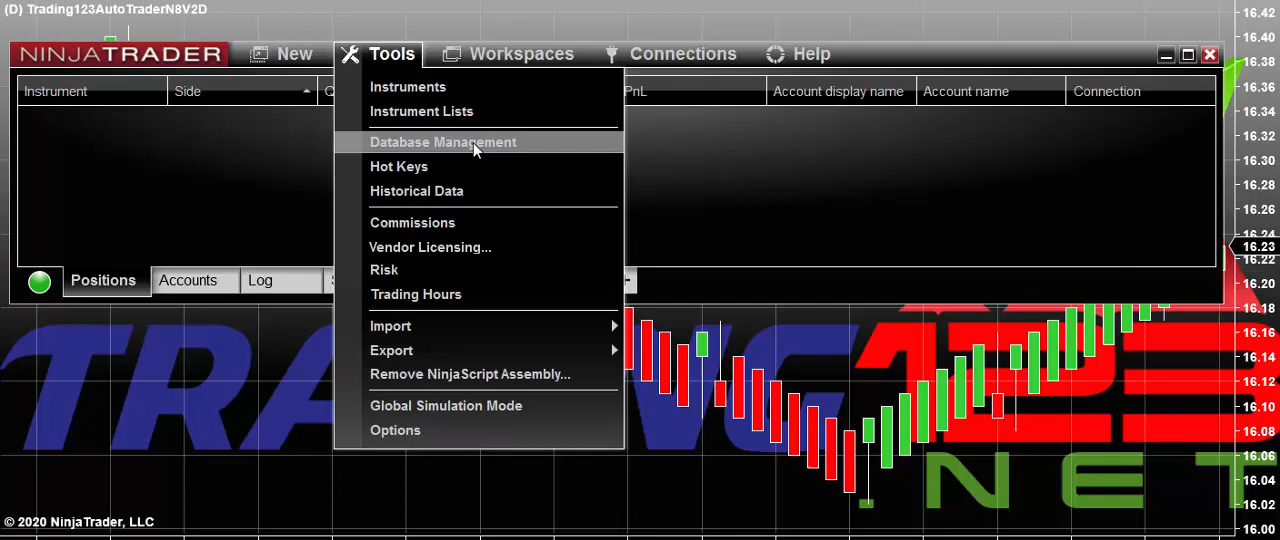 (D) Trading123AutoTraderN8V2D
NINJATRADER New Tools Workspaces Connections Help
Instrument Side PnL Account display name Account name Connection
Instruments
Instrument Lists
Database Management
Hot Keys
Historical Data
Commissions
Vendor Licensing...
Risk
Trading Hours
Import
Export
Remove NinjaScript Assembly...
Global Simulation Mode
Options
Positions Accounts Log
TRADING123
.NET
© 2020 NinjaTrader, LLC
16.42
16.40
16.38
16.36
16.34
16.32
16.30
16.28
16.26
16.24
16.23
16.22
16.20
16.18
16.16
16.14
16.12
16.10
16.08
16.06
16.04
16.02
16.00